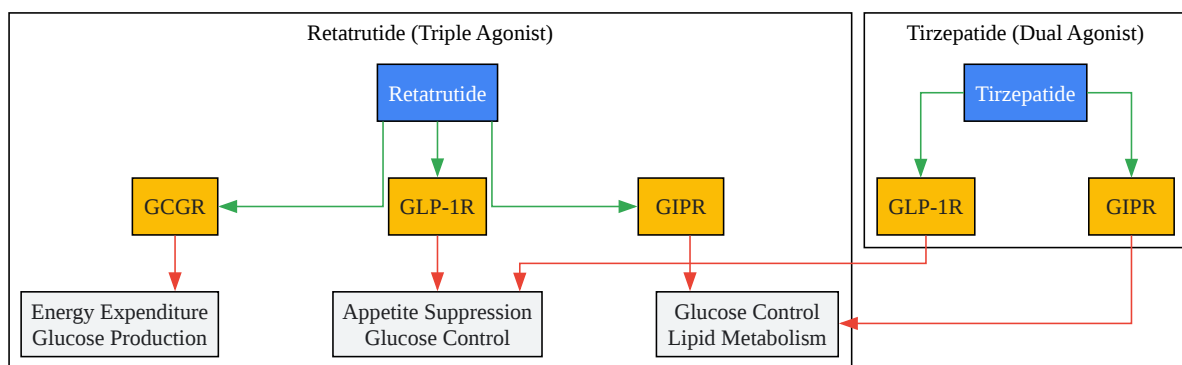 Retatrutide (Triple Agonist)
Tirzepatide (Dual Agonist)
Retatrutide
Tirzepatide
GCGR
GLP-1R
GIPR
GLP-1R
GIPR
Energy Expenditure
Glucose Production
Appetite Suppression
Glucose Control
Glucose Control
Lipid Metabolism